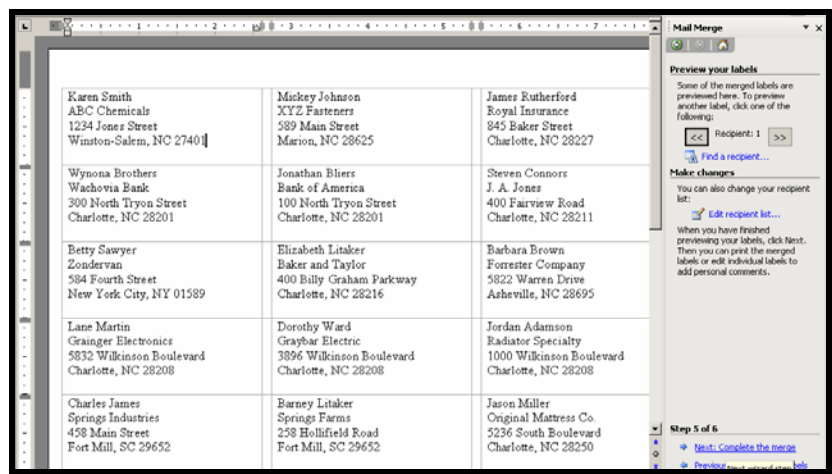 Mail Merge
Karen Smith
ABC Chemicals
1234 Jones Street
Winston-Salem, NC 27401
Mickey Johnson
XYZ Fasteners
589 Main Street
Marion, NC 28625
James Rutherford
Royal Insurance
845 Baker Street
Charlotte, NC 28227
Wynona Brothers
Wachovia Bank
300 North Tryon Street
Charlotte, NC 28201
Jonathan Bliers
Bank of America
100 North Tryon Street
Charlotte, NC 28201
Steven Connors
J. A. Jones
400 Fairview Road
Charlotte, NC 28211
Betty Sawyer
Zondervan
584 Fourth Street
New York City, NY 01589
Elizabeth Litaker
Baker and Taylor
400 Billy Graham Parkway
Charlotte, NC 28216
Barbara Brown
Forrester Company
5822 Warren Drive
Asheville, NC 28695
Lane Martin
Grainger Electronics
5832 Wilkinson Boulevard
Charlotte, NC 28208
Dorothy Ward
Graybar Electric
3896 Wilkinson Boulevard
Charlotte, NC 28208
Jordan Adamson
Radiator Specialty
1000 Wilkinson Boulevard
Charlotte, NC 28208
Charles James
Springs Industries
458 Main Street
Fort Mill, SC 29652
Barney Litaker
Springs Farms
258 Hollifield Road
Fort Mill, SC 29652
Jason Miller
Original Mattress Co.
5236 South Boulevard
Charlotte, NC 28250
Preview your labels
Some of the merged labels are
previewed here. To preview
another label, click one of the
following:
<< Recipient: 1 >>
Find a recipient...
Make changes
You can also change your recipient
list:
Edit recipient list...
When you have finished
previewing your labels, click Next.
Then you can print the merged
labels or edit individual labels to
add personal comments.
Step 5 of 6
Next: Complete the merge
Previous
Next wizard step